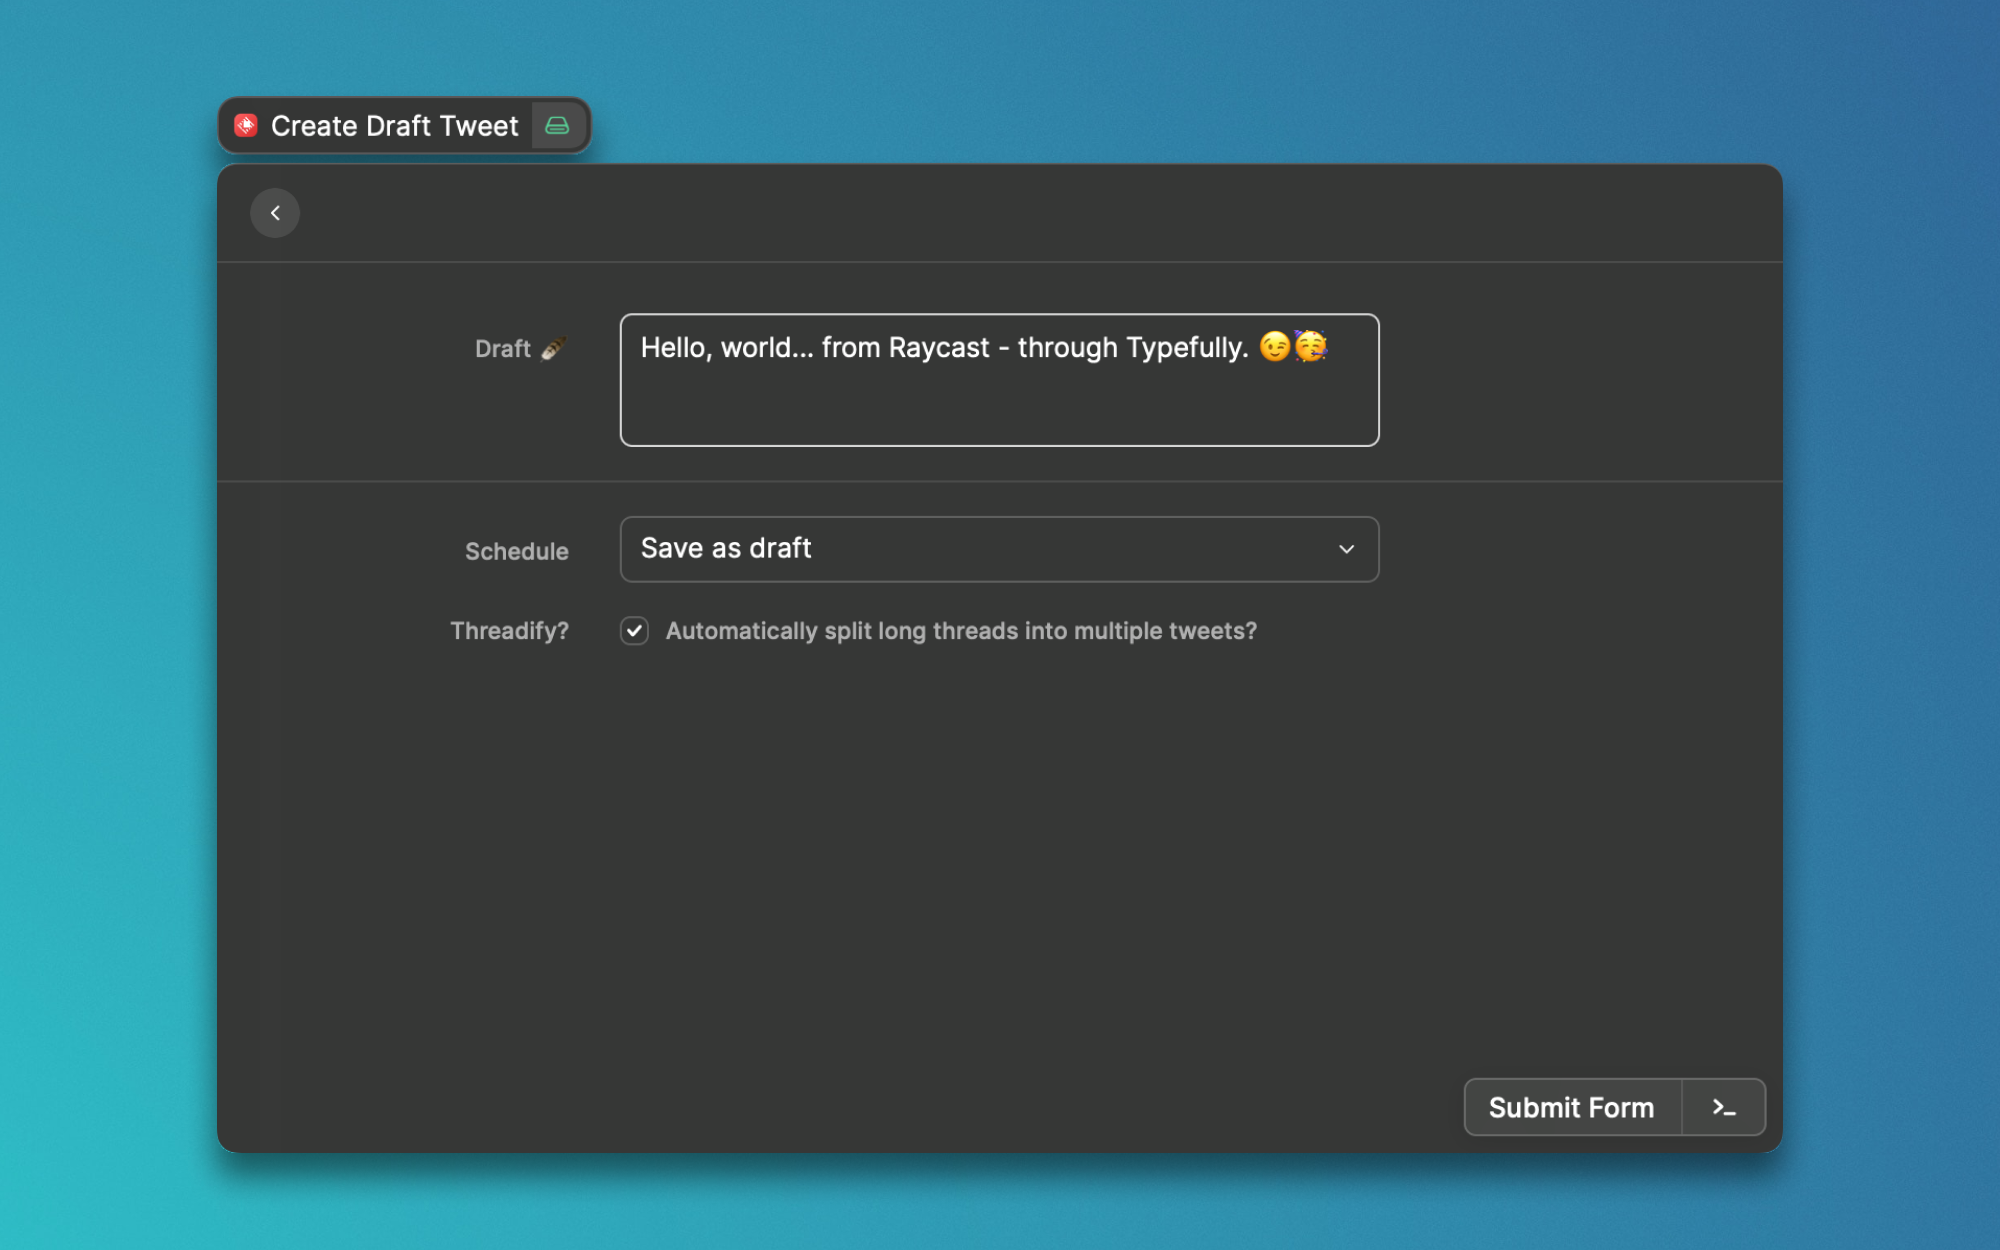 Create Draft Tweet
Draft 🪶
Hello, world... from Raycast - through Typefully. 😉🥳
Schedule
Save as draft
Threadify?
Automatically split long threads into multiple tweets?
Submit Form